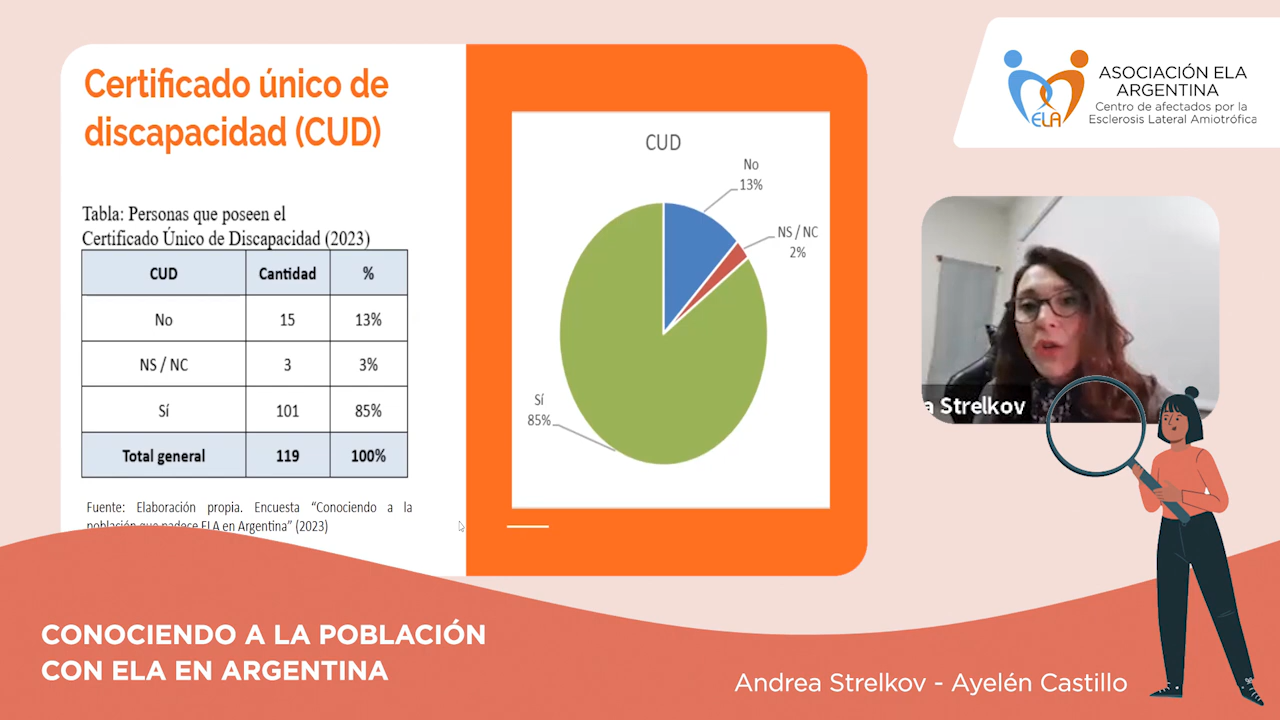 Certificado único de
discapacidad (CUD)
Tabla: Personas que poseen el
Certificado Único de Discapacidad (2023)
CUD Cantidad %
No 15 13%
NS / NC 3 3%
Sí 101 85%
Total general 119 100%
Fuente: Elaboración propia. Encuesta “Conociendo a la
población que padece ELA en Argentina” (2023)
CUD
No
13%
NS / NC
2%
Sí
85%
ASOCIACIÓN ELA
ARGENTINA
Centro de afectados por la
Esclerosis Lateral Amiotrófica
ELA
a Strelkov
CONOCIENDO A LA POBLACIÓN
CON ELA EN ARGENTINA
Andrea Strelkov - Ayelén Castillo